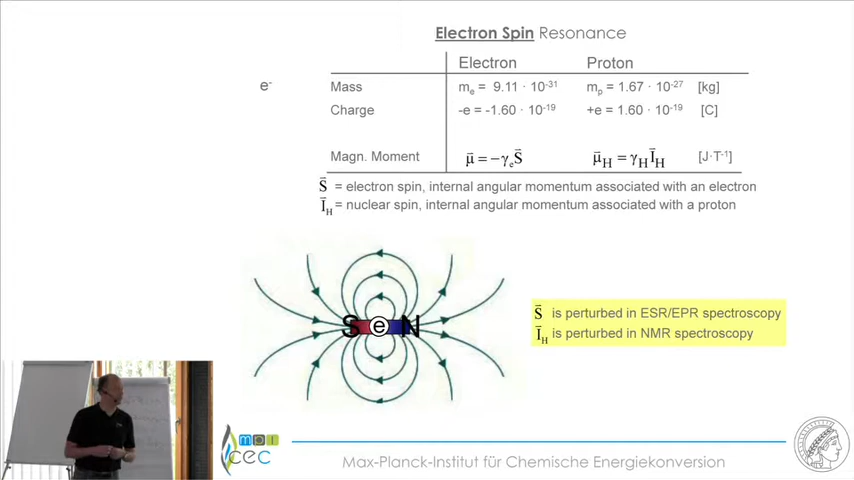 Electron Spin Resonance
Electron Proton
e⁻ Mass mₑ = 9.11 · 10⁻³¹ mₚ = 1.67 · 10⁻²⁷ [kg]
Charge -e = -1.60 · 10⁻¹⁹ +e = 1.60 · 10⁻¹⁹ [C]
Magn. Moment μ⃗ = −γₑS⃗ μ⃗_H = γ_H I⃗_H [J·T⁻¹]
S⃗ = electron spin, internal angular momentum associated with an electron
I⃗_H = nuclear spin, internal angular momentum associated with a proton
S e N
S⃗ is perturbed in ESR/EPR spectroscopy
I⃗_H is perturbed in NMR spectroscopy
mpi
cec
Max-Planck-Institut für Chemische Energiekonversion